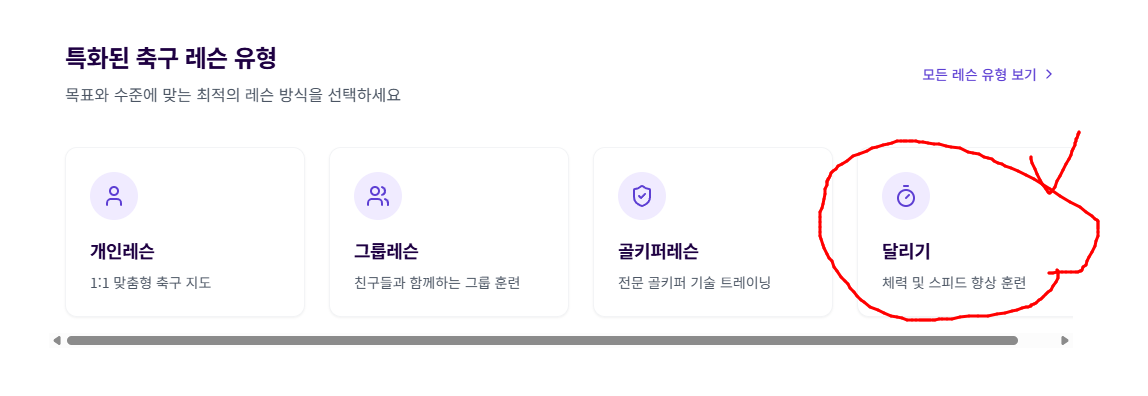 특화된 축구 레슨 유형
목표와 수준에 맞는 최적의 레슨 방식을 선택하세요
모든 레슨 유형 보기
개인레슨
1:1 맞춤형 축구 지도
그룹레슨
친구들과 함께하는 그룹 훈련
골키퍼레슨
전문 골키퍼 기술 트레이닝
달리기
체력 및 스피드 향상 훈련